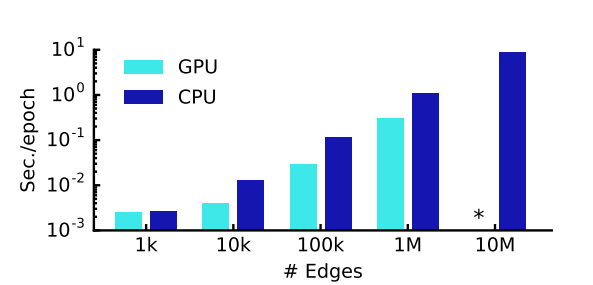 10^1
10^0
10^-1
10^-2
10^-3
Sec./epoch
GPU
CPU
*
1k 10k 100k 1M 10M
# Edges